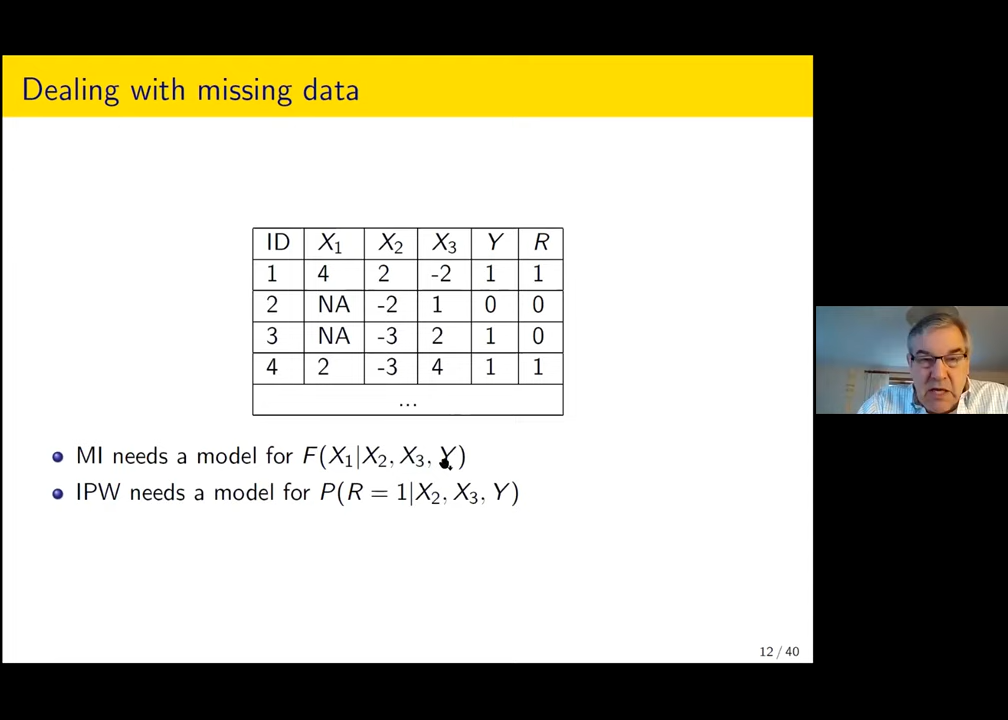 Dealing with missing data
ID X₁ X₂ X₃ Y R
1 4 2 -2 1 1
2 NA -2 1 0 0
3 NA -3 2 1 0
4 2 -3 4 1 1
...
MI needs a model for F(X₁|X₂, X₃, Y)
IPW needs a model for P(R = 1|X₂, X₃, Y)
12 / 40